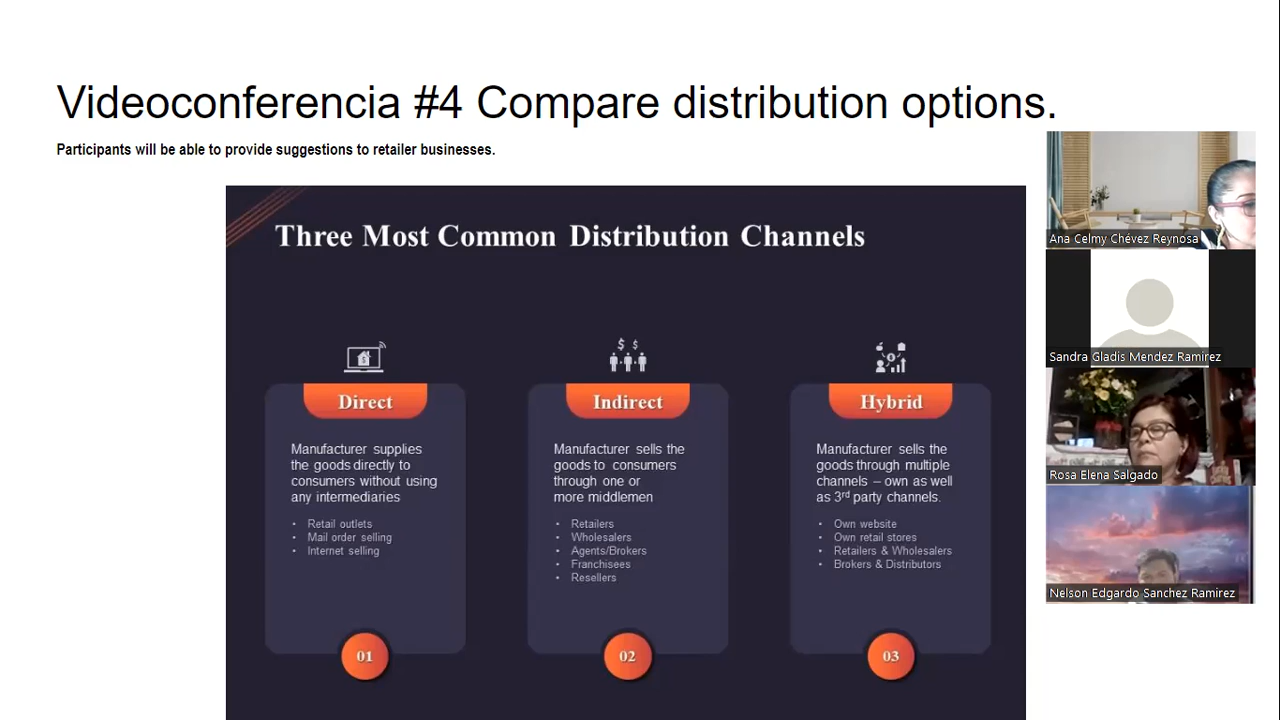 Videoconferencia #4 Compare distribution options.
Participants will be able to provide suggestions to retailer businesses.
Three Most Common Distribution Channels
Direct
Manufacturer supplies
the goods directly to
consumers without using
any intermediaries
• Retail outlets
• Mail order selling
• Internet selling
01
Indirect
Manufacturer sells the
goods to consumers
through one or
more middlemen
• Retailers
• Wholesalers
• Agents/Brokers
• Franchisees
• Resellers
02
Hybrid
Manufacturer sells the
goods through multiple
channels – own as well
as 3rd party channels.
• Own website
• Own retail stores
• Retailers & Wholesalers
• Brokers & Distributors
03
Ana Celmy Chévez Reynosa
Sandra Gladis Mendez Ramirez
Rosa Elena Salgado
Nelson Edgardo Sanchez Ramirez